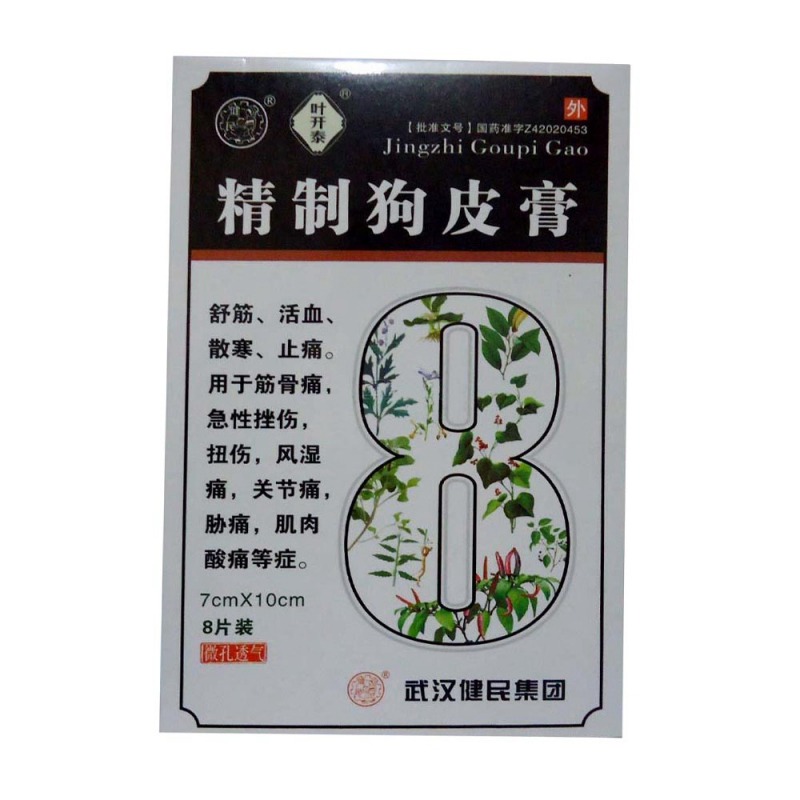 健民
®
叶开泰
®
外
【批准文号】国药准字Z42020453
Jingzhi Goupi Gao
精制狗皮膏
舒筋、活血、
散寒、止痛。
用于筋骨痛，
急性挫伤，
扭伤，风湿
痛，关节痛，
胁痛，肌肉
酸痛等症。
8
7cmX10cm
8片装
微孔透气
健民
®
武汉健民集团